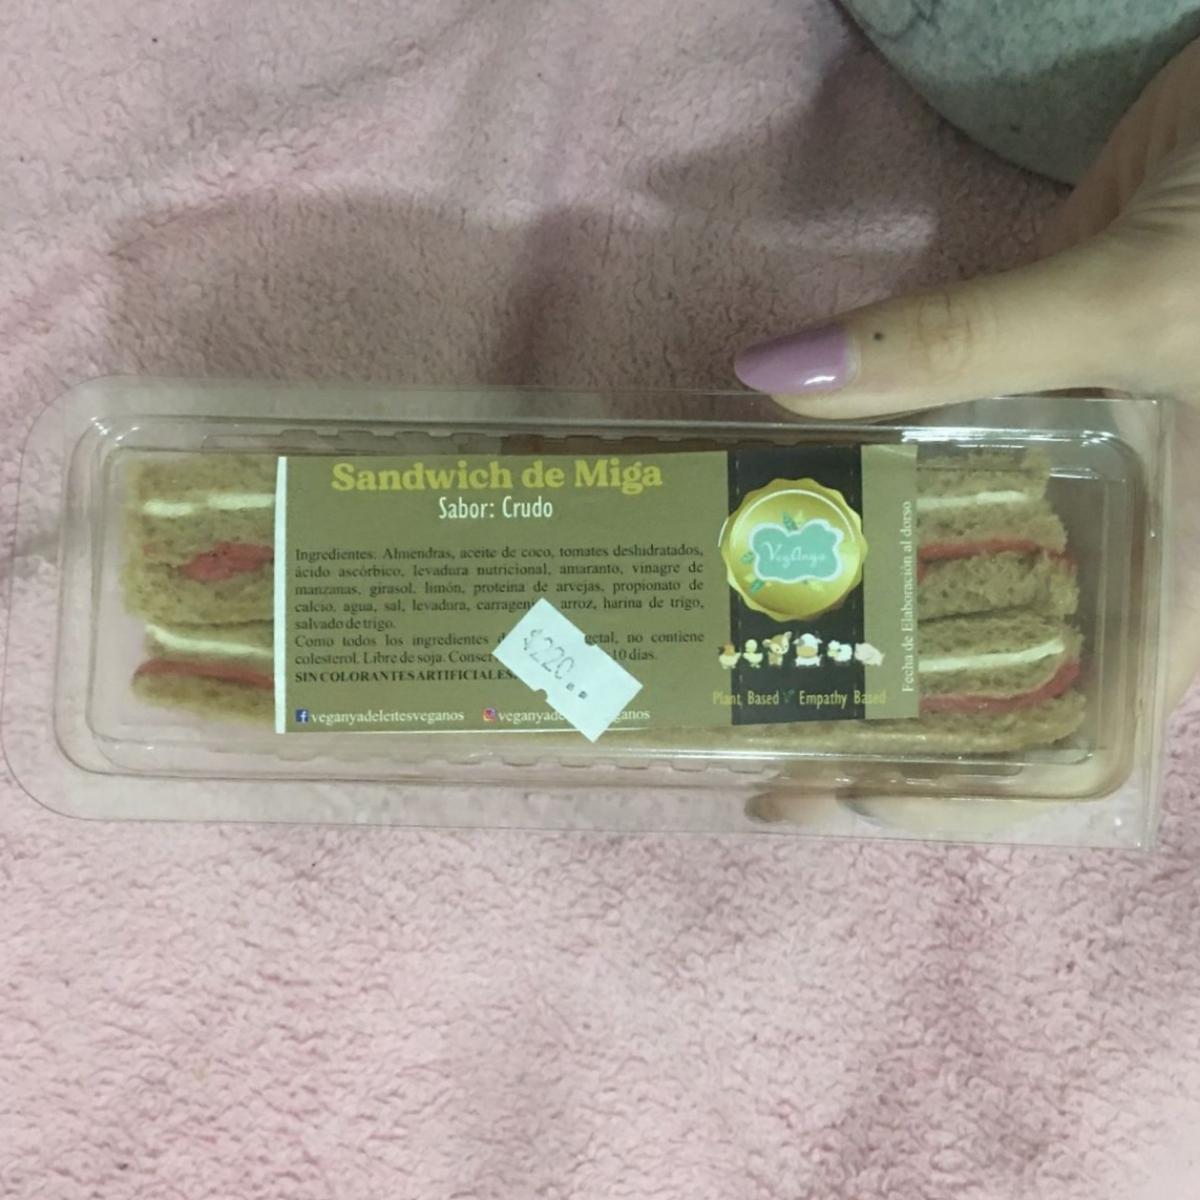 Sandwich de Miga
Sabor: Crudo
Ingredientes: Almendras, aceite de coco, tomates deshidratados,
ácido ascórbico, levadura nutricional, amaranto, vinagre de
manzanas, girasol, limón, proteína de arvejas, propionato de
calcio, agua, sal, levadura, arroz, harina de trigo,
salvado de trigo.
Como todos los ingredientes no contiene
colesterol. Libre de soja. 10 días.
SIN COLORANTES ARTIFICIALES.
veganyadeleitesveganos
$220..
VegAnya
Plant Based Empathy Based
Fecha de Elaboración al dorso